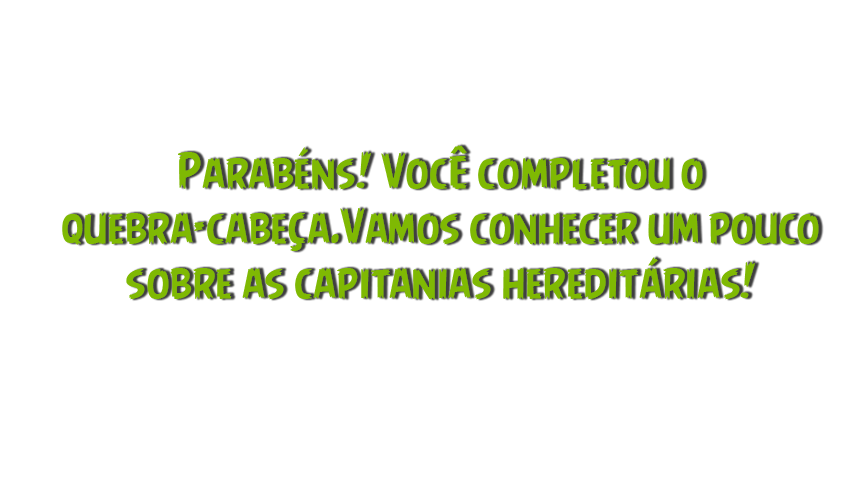 Parabéns! Você completou o
quebra-cabeça.Vamos conhecer um pouco
sobre as capitanias hereditárias!